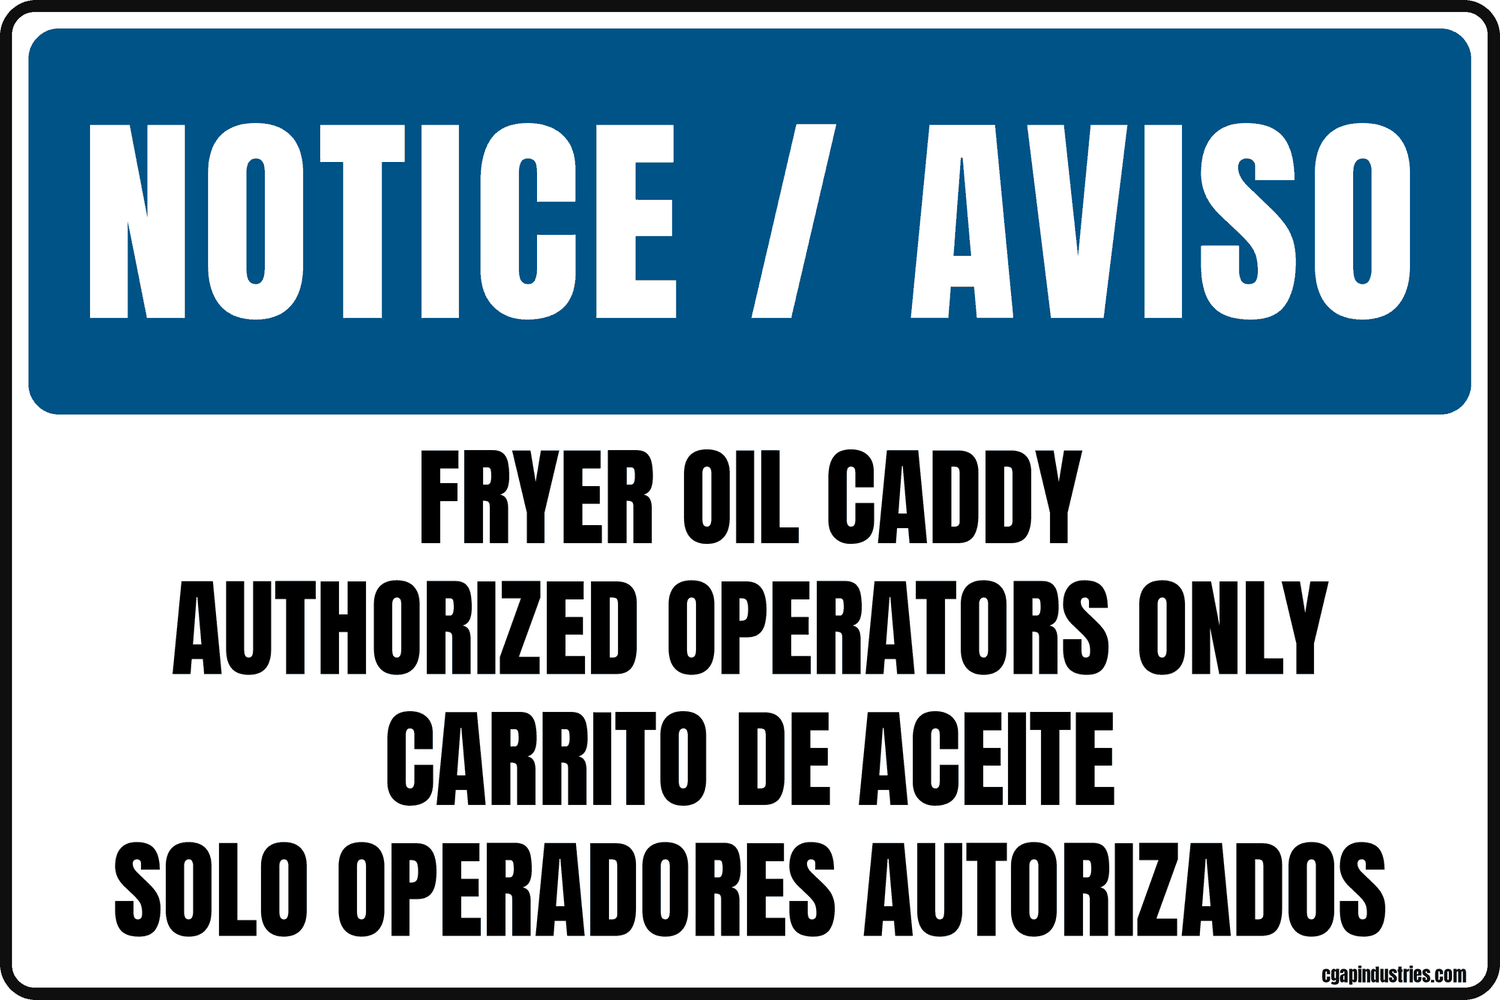 NOTICE / AVISO
FRYER OIL CADDY
AUTHORIZED OPERATORS ONLY
CARRITO DE ACEITE
SOLO OPERADORES AUTORIZADOS
cgapindustries.com